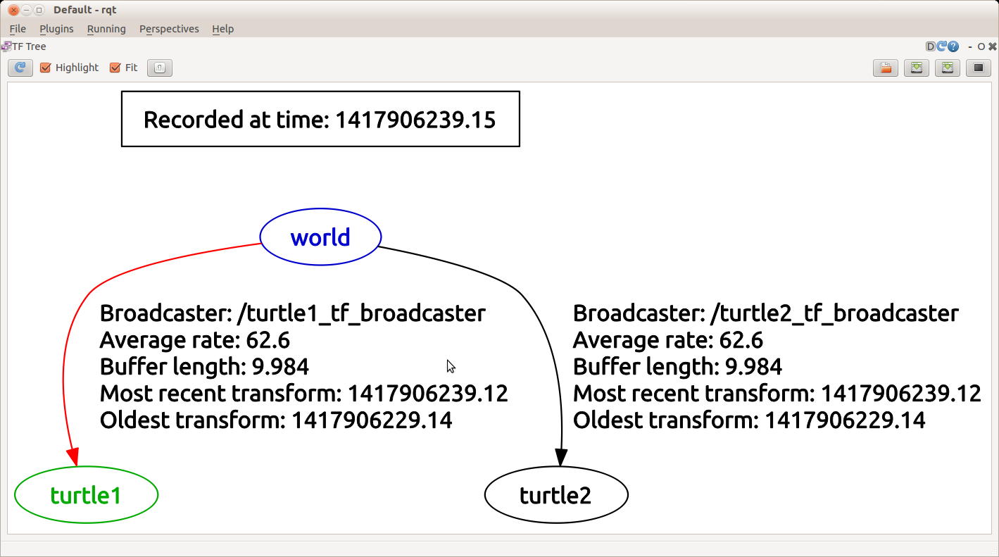 Default - rqt
File Plugins Running Perspectives Help
TF Tree
D ? - O
Highlight Fit
Recorded at time: 1417906239.15
world
Broadcaster: /turtle1_tf_broadcaster
Average rate: 62.6
Buffer length: 9.984
Most recent transform: 1417906239.12
Oldest transform: 1417906229.14
Broadcaster: /turtle2_tf_broadcaster
Average rate: 62.6
Buffer length: 9.984
Most recent transform: 1417906239.12
Oldest transform: 1417906229.14
turtle1
turtle2